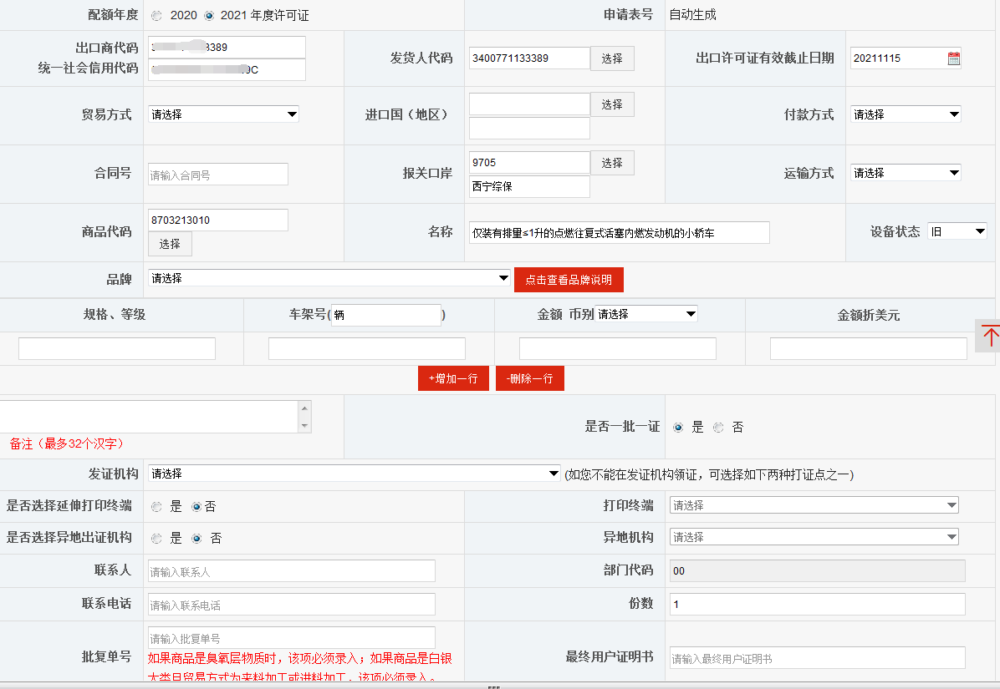 配额年度 2020 2021 年度许可证 申请表号 自动生成
出口商代码 3389 发货人代码 3400771133389 选择 出口许可证有效截止日期 20211115
统一社会信用代码 9C
贸易方式 请选择 进口国（地区） 选择 付款方式 请选择
合同号 请输入合同号 报关口岸 9705 选择 运输方式 请选择
西宁综保
商品代码 8703213010 名称 仅装有排量≤1升的点燃往复式活塞内燃发动机的小轿车 设备状态 旧
选择
品牌 请选择 点击查看品牌说明
规格、等级 车架号(辆) 金额 币别 请选择 金额折美元
+增加一行 -删除一行
备注（最多32个汉字） 是否一批一证 是 否
发证机构 请选择 (如您不能在发证机构领证，可选择如下两种打证点之一)
是否选择延伸打印终端 是 否 打印终端 请选择
是否选择异地出证机构 是 否 异地机构 请选择
联系人 请输入联系人 部门代码 00
联系电话 请输入联系电话 份数 1
批复单号 请输入批复单号 最终用户证明书 请输入最终用户证明书
如果商品是臭氧层物质时，该项必须录入；如果商品是白银
大类且贸易方式为来料加工或进料加工，该项必须录入。